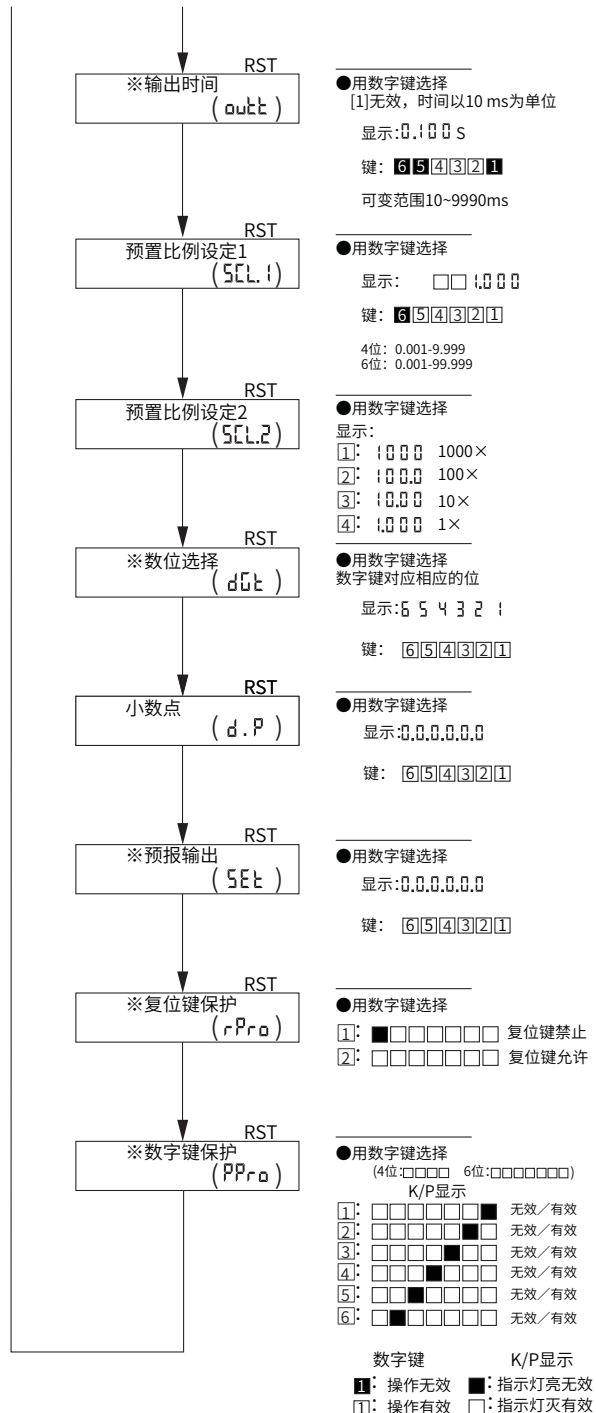 RST
※输出时间
( outt )
●用数字键选择
[1]无效，时间以10 ms为单位
显示:0.100 S
键： 6 5 4 3 2 1
可变范围10~9990ms
RST
预置比例设定1
( SCL.1 )
●用数字键选择
显示： □□1.000
键： 6 5 4 3 2 1
4位：0.001-9.999
6位：0.001-99.999
RST
预置比例设定2
( SCL.2 )
●用数字键选择
显示：
1： 1000 1000×
2： 100.0 100×
3： 10.00 10×
4： 1.000 1×
RST
※数位选择
( dGt )
●用数字键选择
数字键对应相应的位
显示:6 5 4 3 2 1
键： 6 5 4 3 2 1
RST
小数点
( d.P )
●用数字键选择
显示:0.0.0.0.0.0
键： 6 5 4 3 2 1
RST
※预报输出
( SEt )
●用数字键选择
显示:0.0.0.0.0.0
键： 6 5 4 3 2 1
RST
※复位键保护
( rPro )
●用数字键选择
1： ■□□□□□□ 复位键禁止
2： □□□□□□□ 复位键允许
RST
※数字键保护
( PPro )
●用数字键选择
(4位:□□□□ 6位:□□□□□□□)
K/P显示
1： □□□□□□■ 无效／有效
2： □□□□□■□ 无效／有效
3： □□□□■□□ 无效／有效
4： □□□■□□□ 无效／有效
5： □□■□□□□ 无效／有效
6： □■□□□□□ 无效／有效
数字键 K/P显示
1： 操作无效 ■：指示灯亮无效
1： 操作有效 □：指示灯灭有效